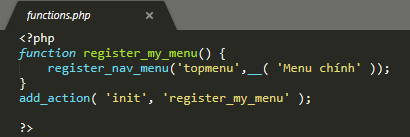 functions.php ×
<?php
function register_my_menu() {
    register_nav_menu('topmenu',__( 'Menu chính' ));
}
add_action( 'init', 'register_my_menu' );
?>